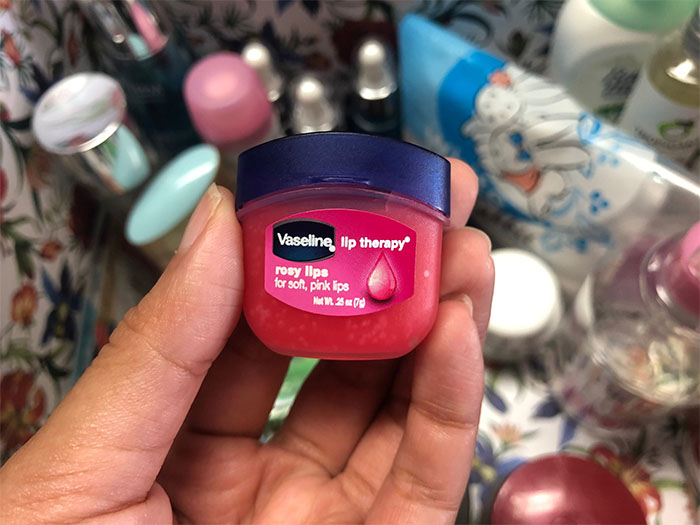 Vaseline® lip therapy®
rosy lips
for soft, pink lips
Net Wt. .25 oz (7g)